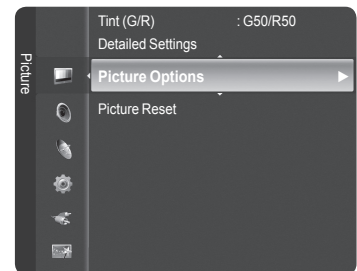 Picture
Tint (G/R) : G50/R50
Detailed Settings
Picture Options
Picture Reset